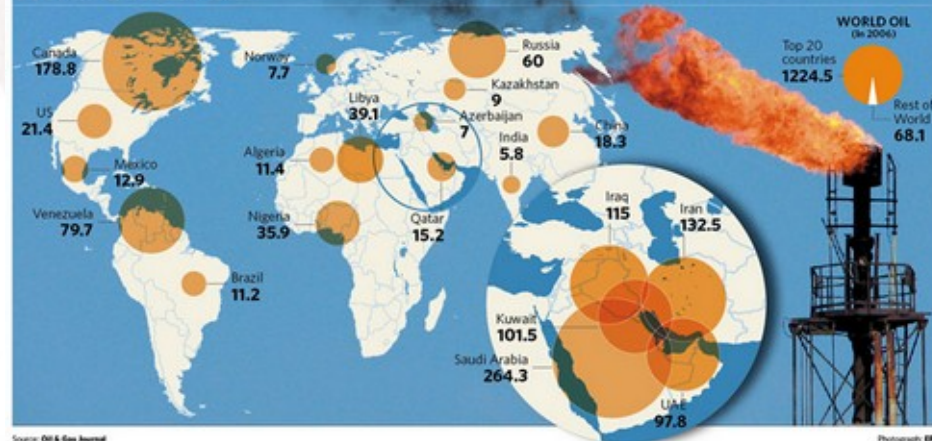 WORLD OIL
(In 2006)
Top 20
countries
1224.5
Rest of
World
68.1
Canada
178.8
Norway
7.7
Russia
60
Kazakhstan
9
Libya
39.1
Azerbaijan
7
US
21.4
India
5.8
China
18.3
Algeria
11.4
Mexico
12.9
Venezuela
79.7
Nigeria
35.9
Qatar
15.2
Brazil
11.2
Iraq
115
Iran
132.5
Kuwait
101.5
Saudi Arabia
264.3
UAE
97.8
Source: Oil & Gas Journal
Photograph: